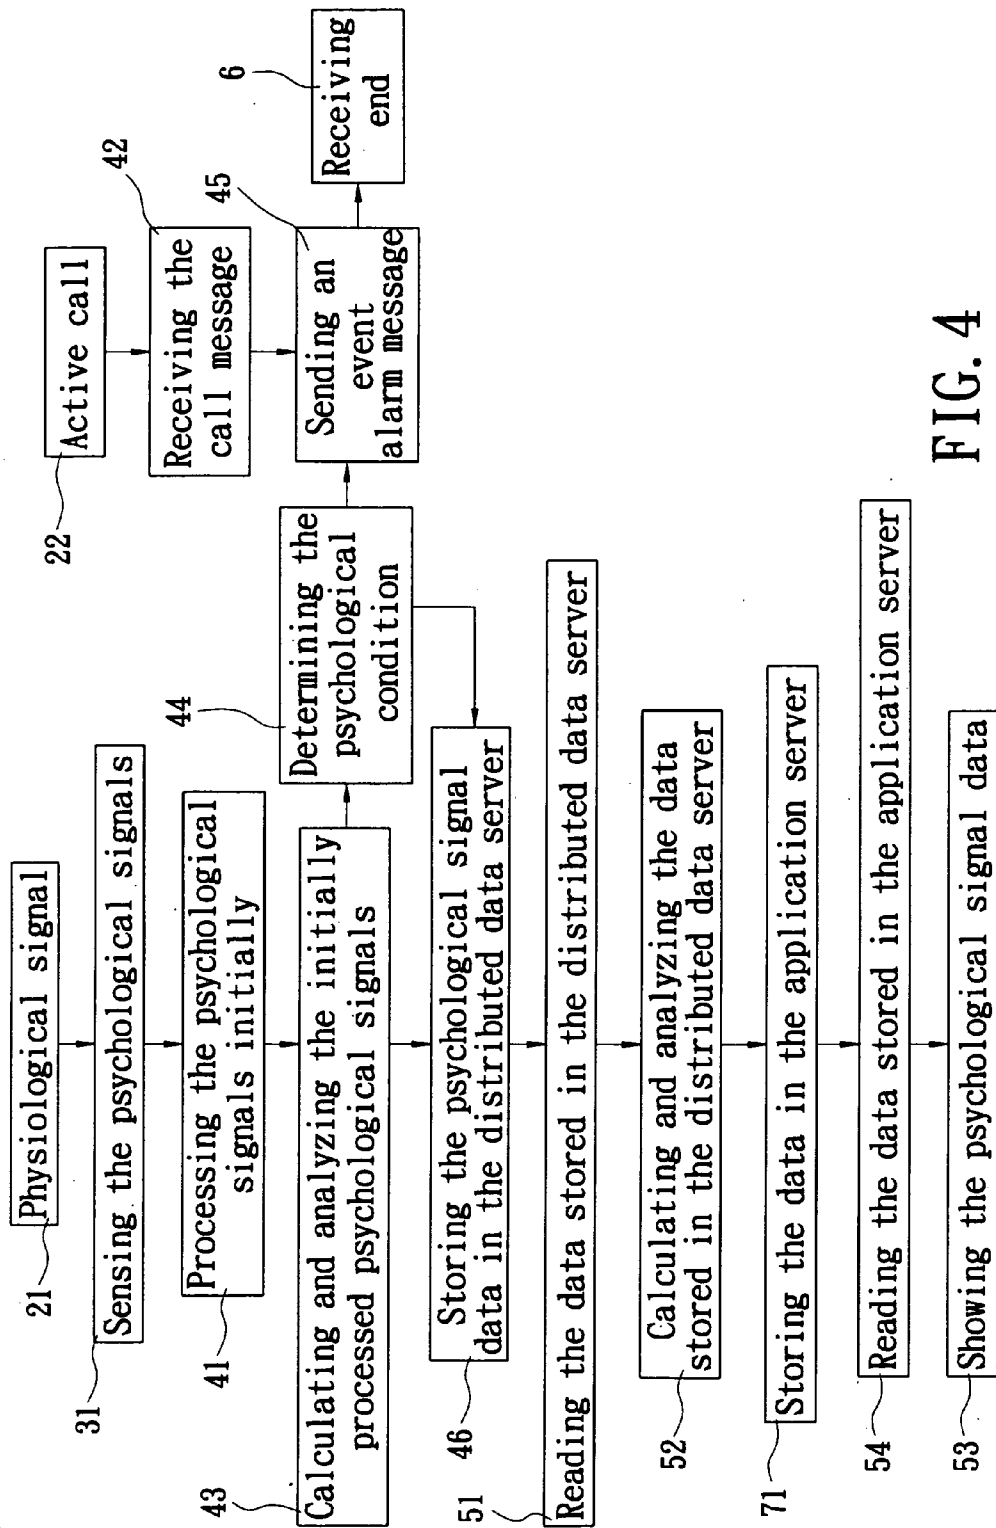 21
Physiological signal
31
Sensing the psychological signals
41
Processing the psychological
signals initially
43
Calculating and analyzing the initially
processed psychological signals
44
Determining the
psychological
condition
22
Active call
42
Receiving the
call message
45
Sending an
event
alarm message
6
Receiving
end
46
Storing the psychological signal
data in the distributed data server
51
Reading the data stored in the distributed data server
52
Calculating and analyzing the data
stored in the distributed data server
71
Storing the data in the application server
54
Reading the data stored in the application server
53
Showing the psychological signal data
FIG. 4